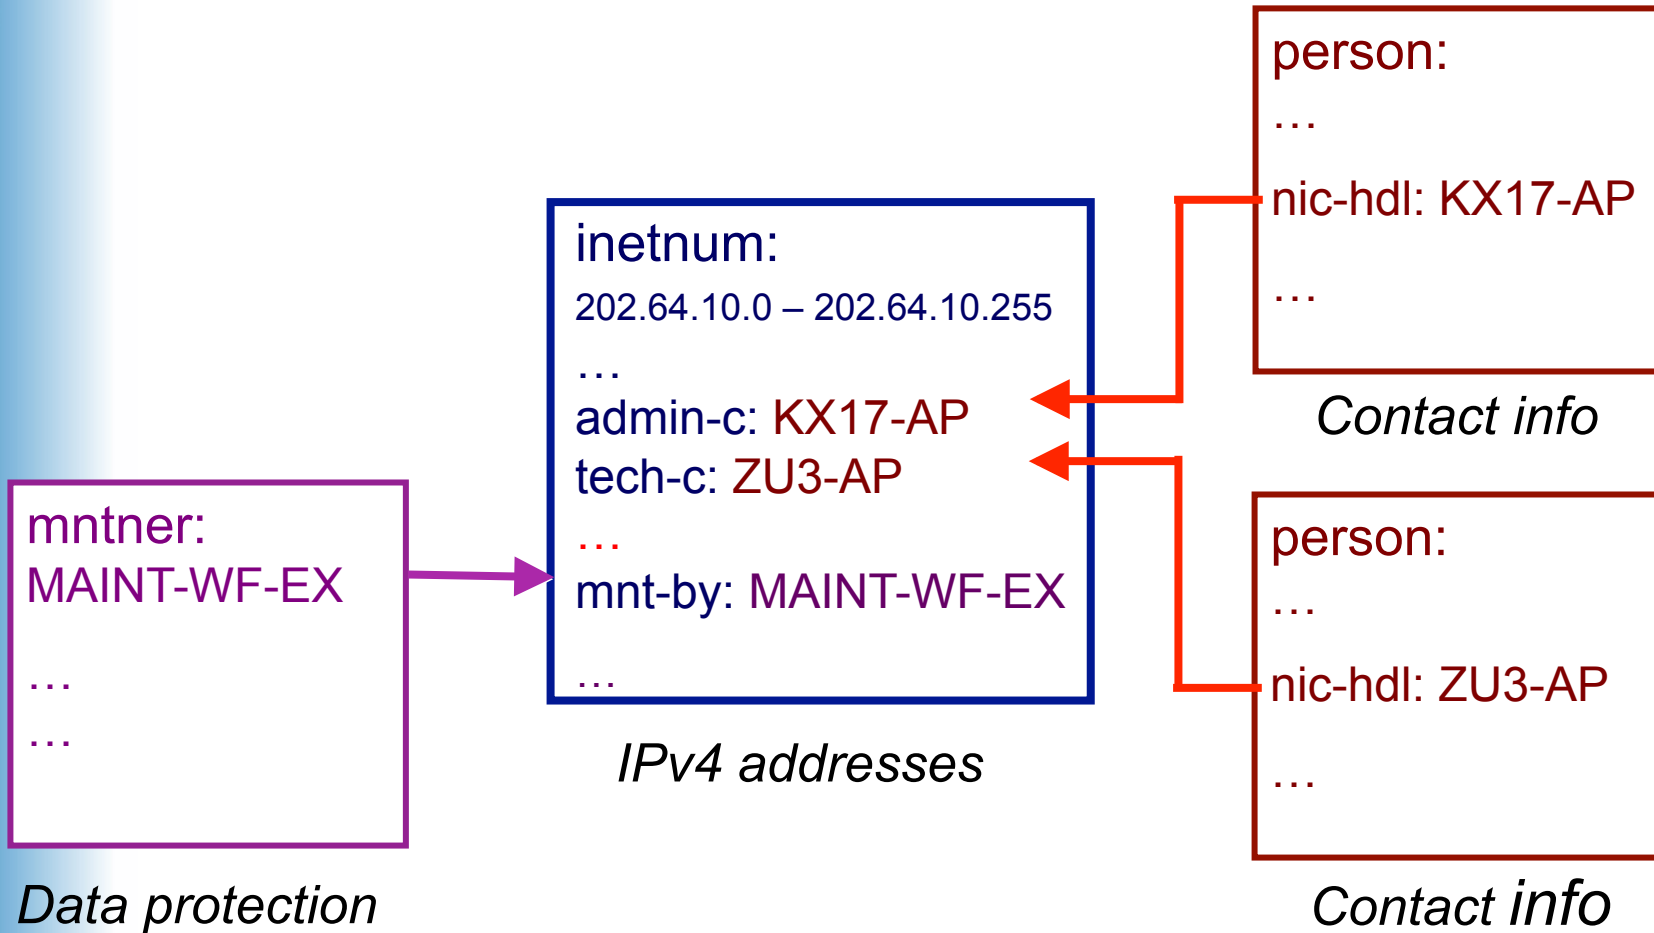 person:
…
nic-hdl: KX17-AP
…
Contact info
inetnum:
202.64.10.0 – 202.64.10.255
…
admin-c: KX17-AP
tech-c: ZU3-AP
…
mnt-by: MAINT-WF-EX
…
IPv4 addresses
mntner:
MAINT-WF-EX
…
…
Data protection
person:
…
nic-hdl: ZU3-AP
…
Contact info